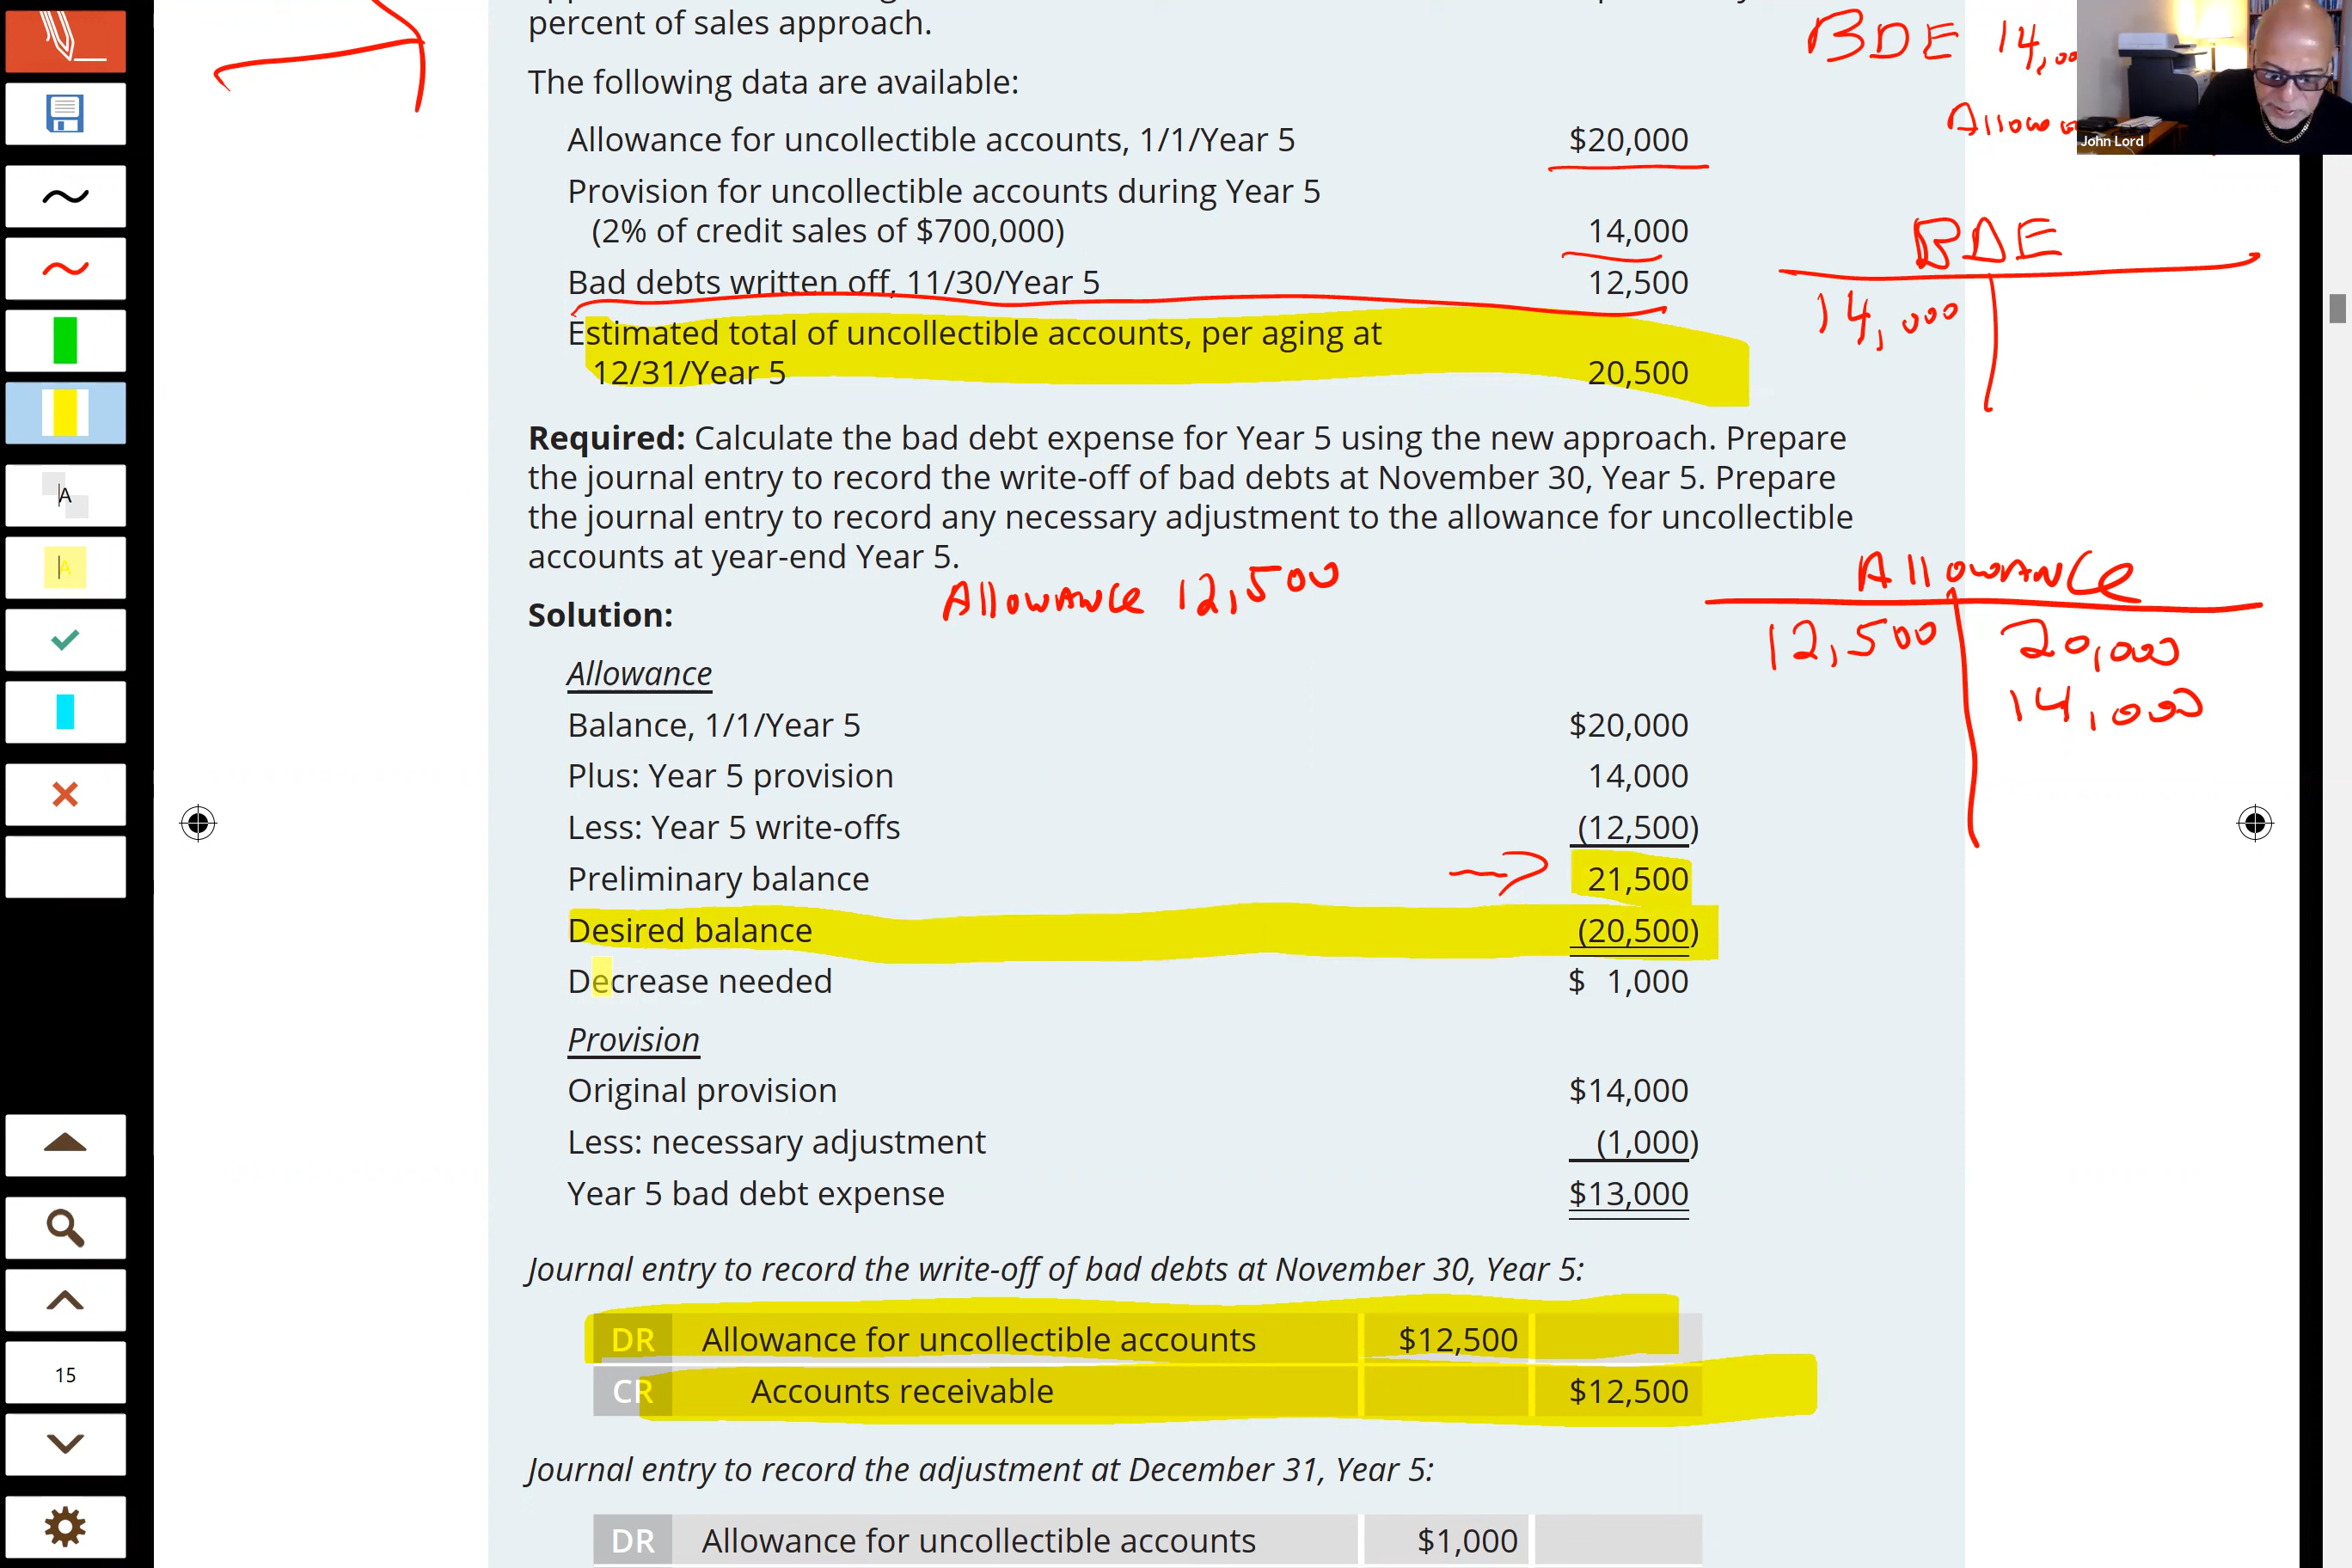 percent of sales approach.
BDE 14,00
The following data are available:
Allowance for uncollectible accounts, 1/1/Year 5 $20,000
John Lord
Provision for uncollectible accounts during Year 5
(2% of credit sales of $700,000) 14,000
BDE
Bad debts written off, 11/30/Year 5 12,500
14,000
Estimated total of uncollectible accounts, per aging at
12/31/Year 5 20,500
Required: Calculate the bad debt expense for Year 5 using the new approach. Prepare
the journal entry to record the write-off of bad debts at November 30, Year 5. Prepare
the journal entry to record any necessary adjustment to the allowance for uncollectible
accounts at year-end Year 5.
Allowance 12,500
Allowance
12,500 20,000
14,000
Solution:
Allowance
Balance, 1/1/Year 5 $20,000
Plus: Year 5 provision 14,000
Less: Year 5 write-offs (12,500)
Preliminary balance 21,500
Desired balance (20,500)
Decrease needed $ 1,000
Provision
Original provision $14,000
Less: necessary adjustment (1,000)
Year 5 bad debt expense $13,000
Journal entry to record the write-off of bad debts at November 30, Year 5:
DR Allowance for uncollectible accounts $12,500
CR Accounts receivable $12,500
15
Journal entry to record the adjustment at December 31, Year 5:
DR Allowance for uncollectible accounts $1,000